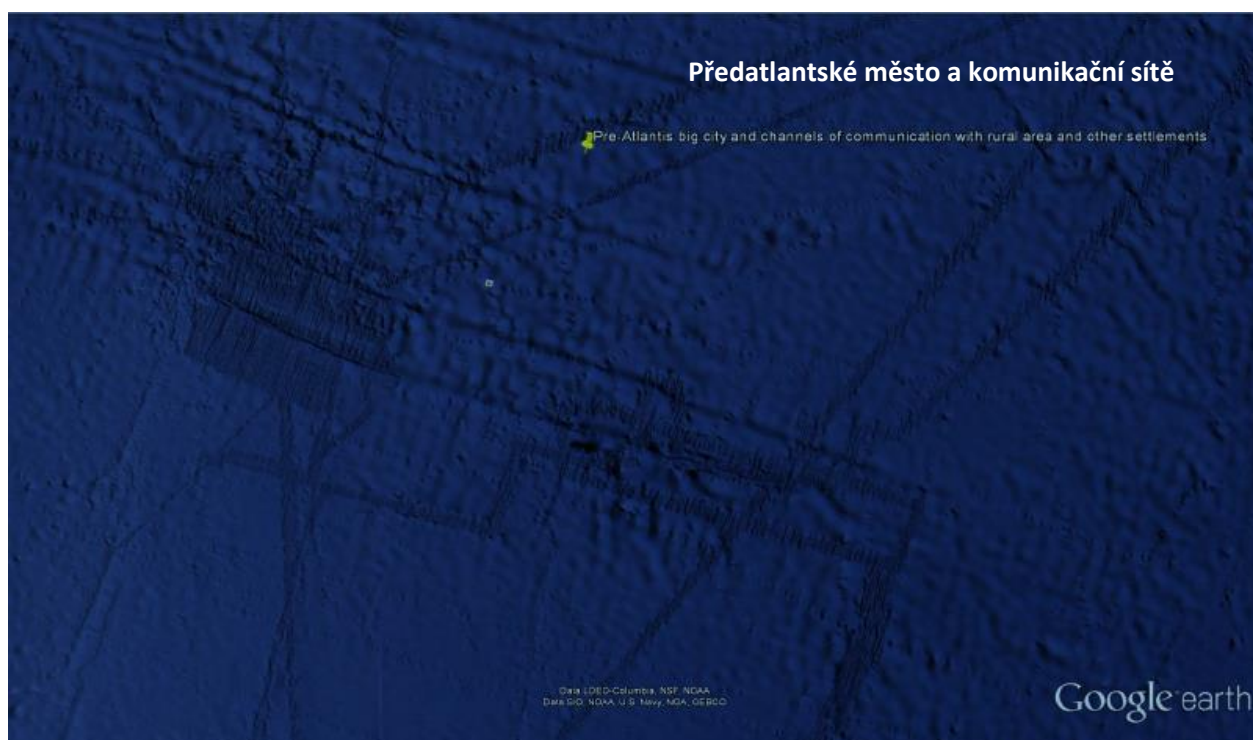 Předatlantské město a komunikační sítě
Pre-Atlantis big city and channels of communication with rural area and other settlements
Data LDEO-Columbia, NSF, NOAA
Data SIO, NOAA, U.S. Navy, NGA, GEBCO
Google earth